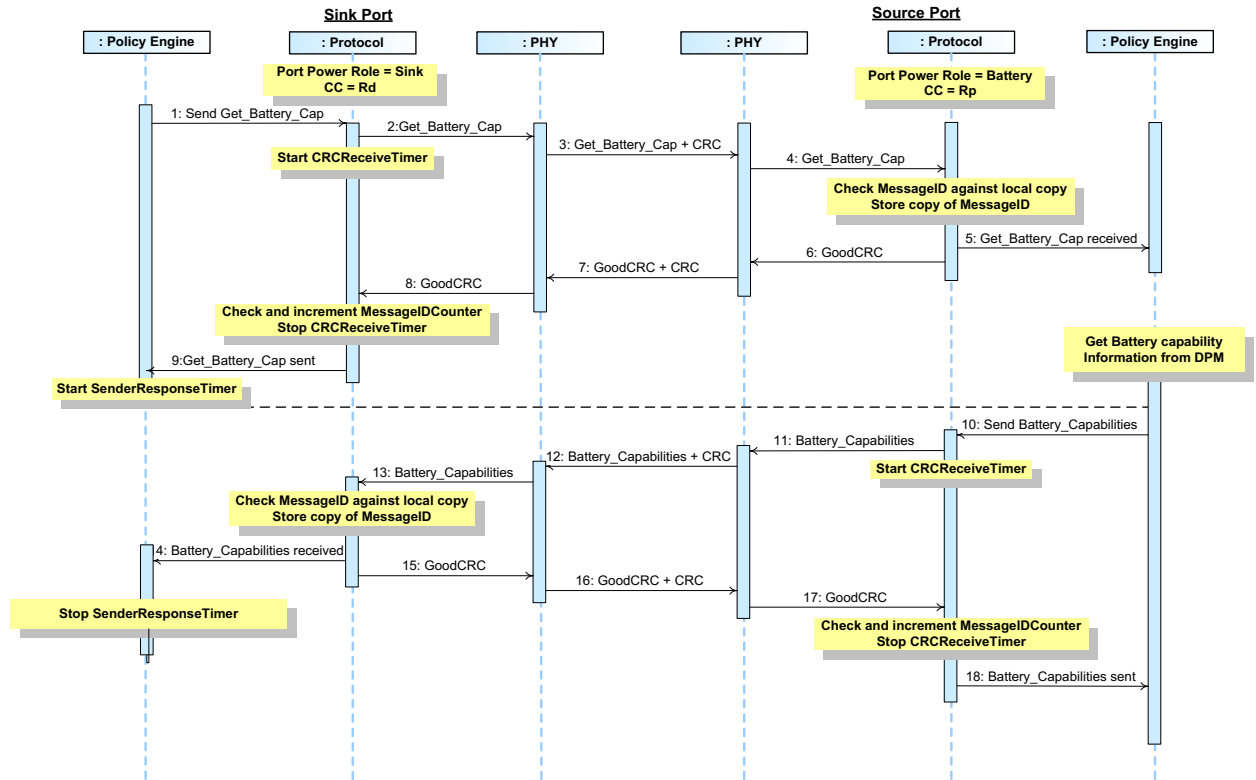 Sink Port
Source Port
: Policy Engine
: Protocol
: PHY
: PHY
: Protocol
: Policy Engine
Port Power Role = Sink
CC = Rd
Port Power Role = Battery
CC = Rp
1: Send Get_Battery_Cap
2:Get_Battery_Cap
Start CRCReceiveTimer
3: Get_Battery_Cap + CRC
4: Get_Battery_Cap
Check MessageID against local copy
Store copy of MessageID
5: Get_Battery_Cap received
6: GoodCRC
7: GoodCRC + CRC
8: GoodCRC
Check and increment MessageIDCounter
Stop CRCReceiveTimer
9:Get_Battery_Cap sent
Start SenderResponseTimer
Get Battery capability
Information from DPM
10: Send Battery_Capabilities
11: Battery_Capabilities
Start CRCReceiveTimer
12: Battery_Capabilities + CRC
13: Battery_Capabilities
Check MessageID against local copy
Store copy of MessageID
4: Battery_Capabilities received
15: GoodCRC
16: GoodCRC + CRC
Stop SenderResponseTimer
17: GoodCRC
Check and increment MessageIDCounter
Stop CRCReceiveTimer
18: Battery_Capabilities sent